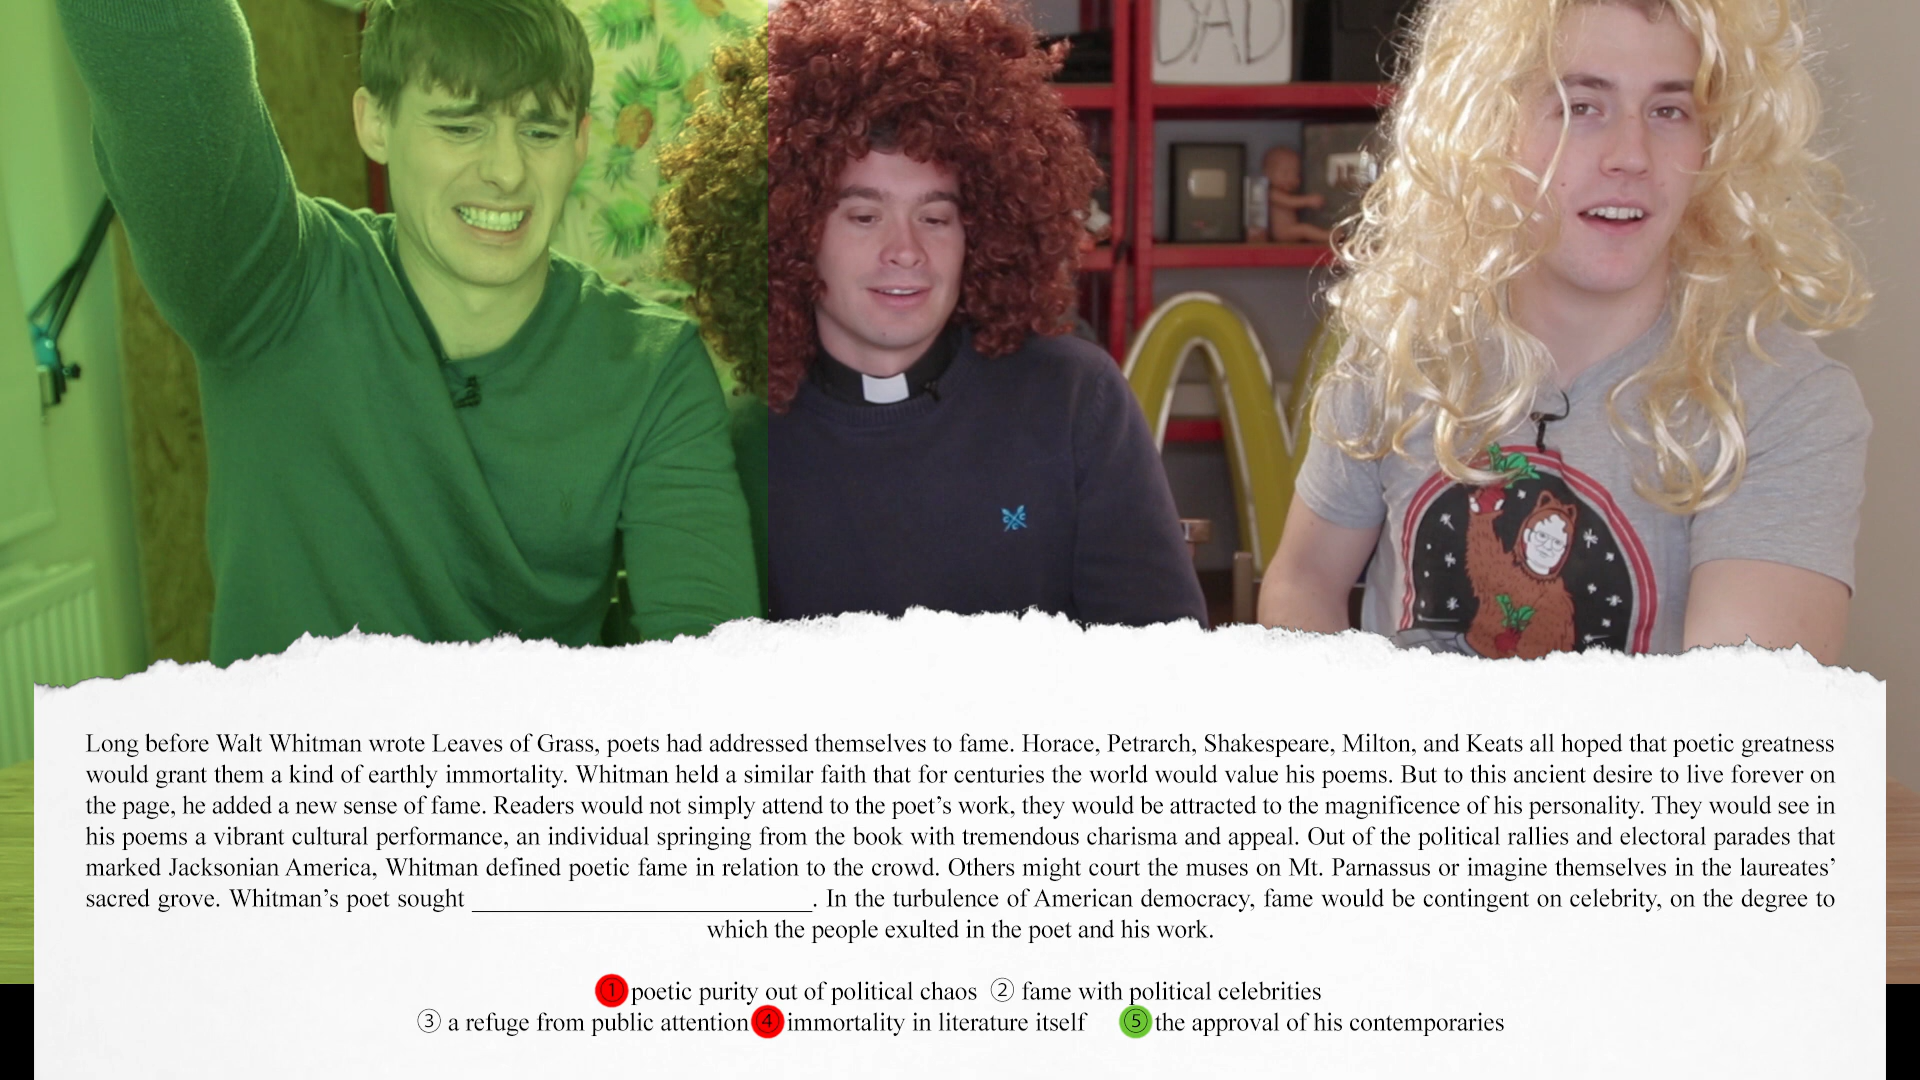 DAD
Long before Walt Whitman wrote Leaves of Grass, poets had addressed themselves to fame. Horace, Petrarch, Shakespeare, Milton, and Keats all hoped that poetic greatness
would grant them a kind of earthly immortality. Whitman held a similar faith that for centuries the world would value his poems. But to this ancient desire to live forever on
the page, he added a new sense of fame. Readers would not simply attend to the poet’s work, they would be attracted to the magnificence of his personality. They would see in
his poems a vibrant cultural performance, an individual springing from the book with tremendous charisma and appeal. Out of the political rallies and electoral parades that
marked Jacksonian America, Whitman defined poetic fame in relation to the crowd. Others might court the muses on Mt. Parnassus or imagine themselves in the laureates’
sacred grove. Whitman’s poet sought ___________________________. In the turbulence of American democracy, fame would be contingent on celebrity, on the degree to
which the people exulted in the poet and his work.
① poetic purity out of political chaos ② fame with political celebrities
③ a refuge from public attention ④ immortality in literature itself ⑤ the approval of his contemporaries